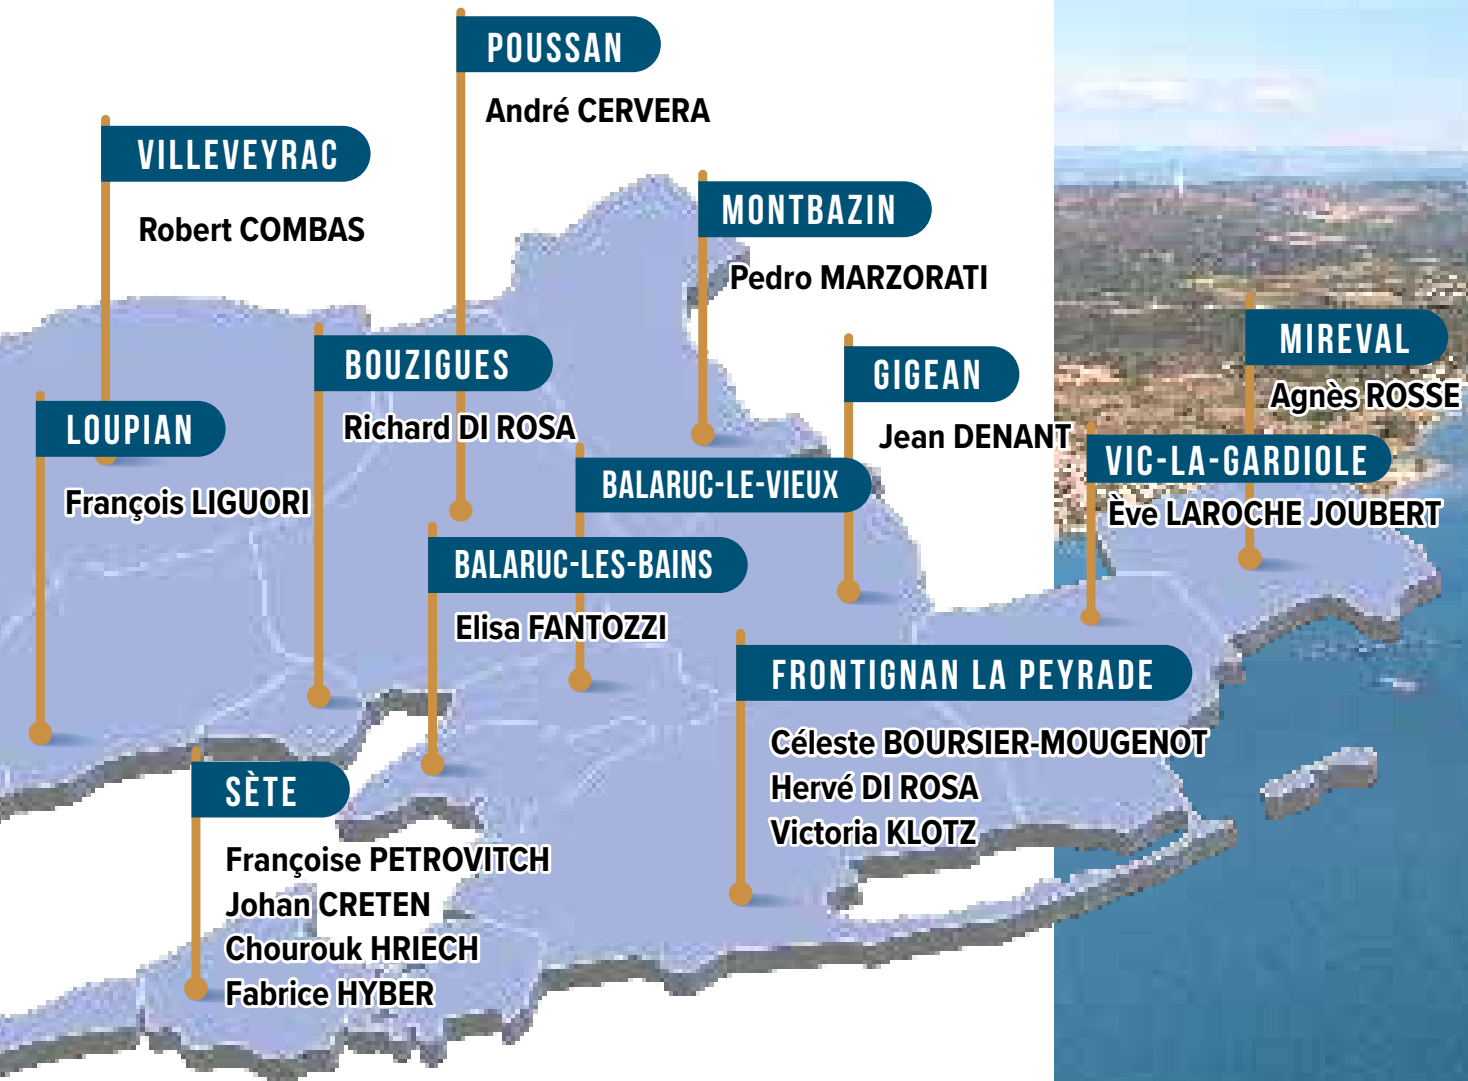 POUSSAN
André CERVERA
VILLEVEYRAC
Robert COMBAS
MONTBAZIN
Pedro MARZORATI
MIREVAL
Agnès ROSSE
BOUZIGUES
Richard DI ROSA
GIGEAN
Jean DENANT
LOUPIAN
François LIGUORI
VIC-LA-GARDIOLE
Ève LAROCHE JOUBERT
BALARUC-LE-VIEUX
BALARUC-LES-BAINS
Elisa FANTOZZI
FRONTIGNAN LA PEYRADE
Céleste BOURSIER-MOUGENOT
Hervé DI ROSA
Victoria KLOTZ
SÈTE
Françoise PETROVITCH
Johan CRETEN
Chourouk HRIECH
Fabrice HYBER